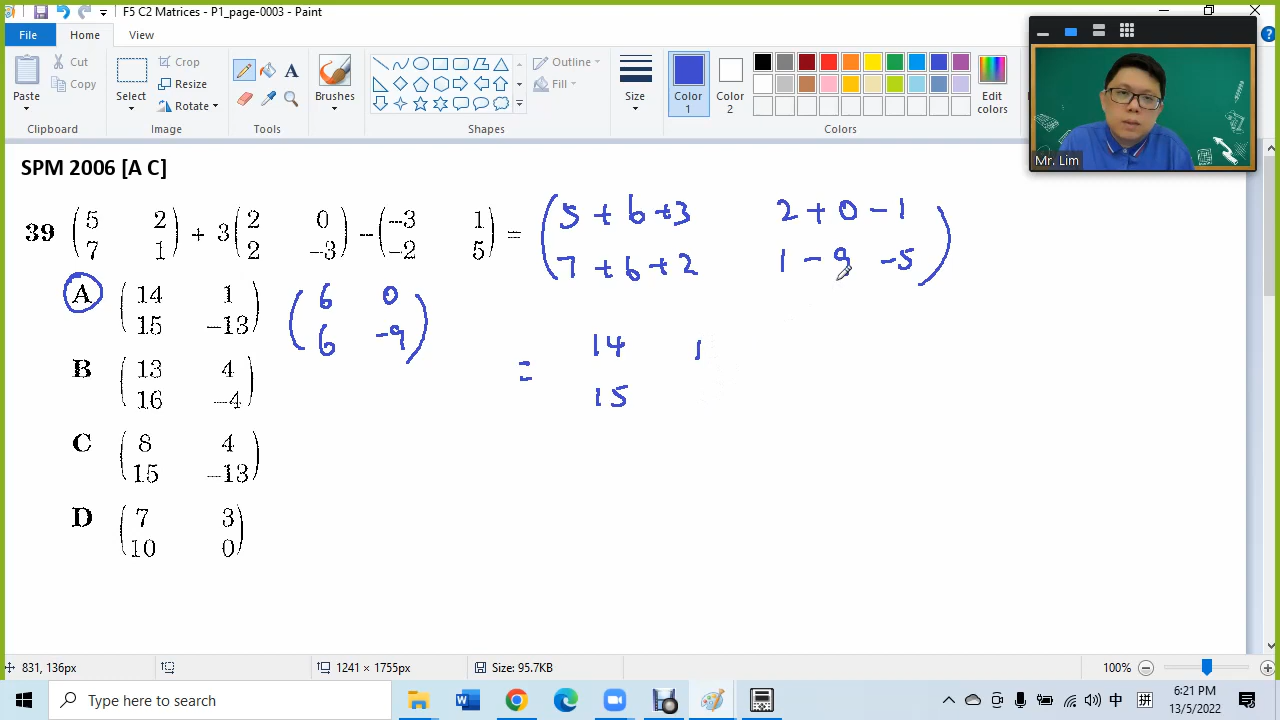 F5 C2 Matrices - P1_page-0003 - Paint
File Home View
Paste Cut Copy Clipboard
Select Crop Resize Rotate Image
A Tools
Brushes
Outline Fill Shapes
Size
Color 1 Color 2 Edit colors Colors
Mr. Lim
SPM 2006 [A C]
39 (5 2 7 1) + 3(2 0 2 -3) - (-3 1 -2 5) =
(5 + 6 + 3 2 + 0 - 1
7 + 6 + 2 1 - 9 - 5)
A (14 1 15 -13)
(6 0 6 -9)
= 14 1
15
B (13 4 16 -4)
C (8 4 15 -13)
D (7 3 10 0)
831, 136px 1241 × 1755px Size: 95.7KB 100%
Type here to search
中 拼 6:21 PM
13/5/2022